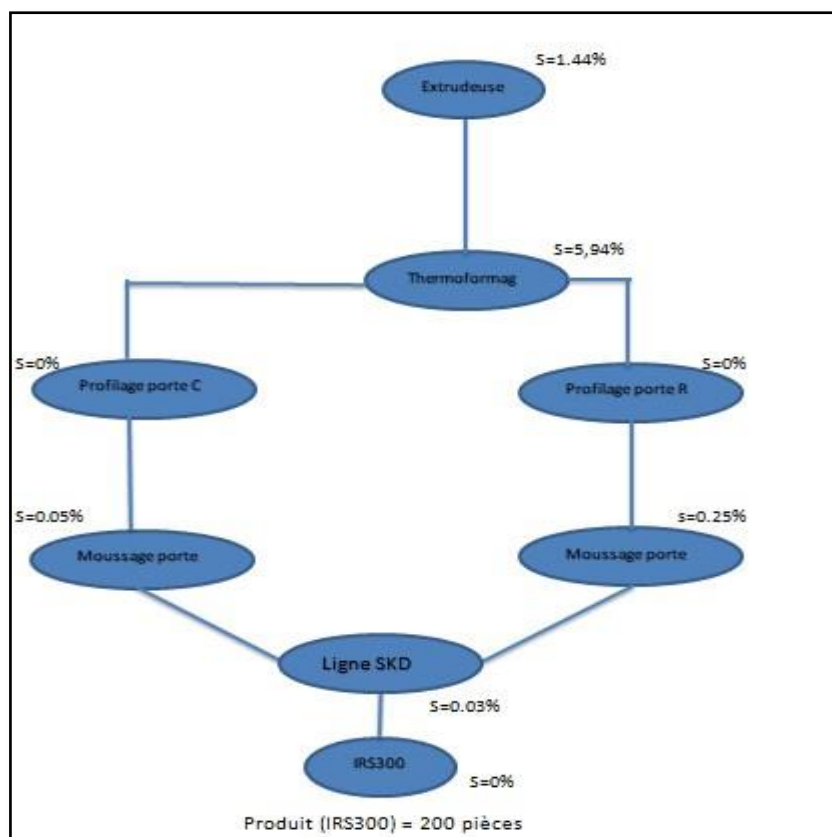 S=1.44%
Extrudeuse
S=5,94%
Thermoformag
S=0%
S=0%
Profilage porte C
Profilage porte R
S=0.05%
s=0.25%
Moussage porte
Moussage porte
Ligne SKD
S=0.03%
IRS300
S=0%
Produit (IRS300) = 200 pièces